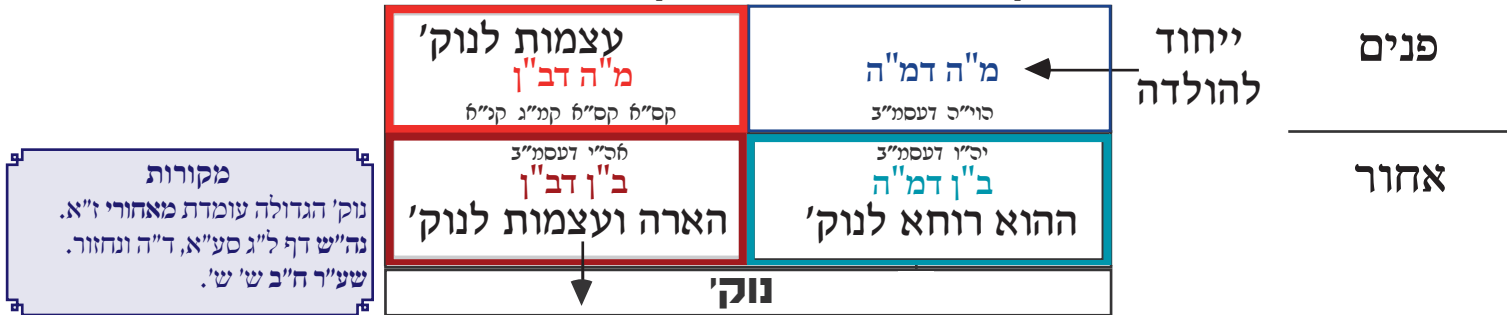 פנים
ייחוד
להולדה
מ"ה דמ"ה
הוי"ה דעסמ"ב
עצמות לנוק'
מ"ה דב"ן
קס"א קס"א קמ"ג קנ"א
אחור
יה"ו דעסמ"ב
ב"ן דמ"ה
ההוא רוחא לנוק'
אה"י דעסמ"ב
ב"ן דב"ן
הארה ועצמות לנוק'
נוק'
מקורות
נוק' הגדולה עומדת מאחורי ז"א.
נה"ש דף ל"ג סע"א, ד"ה ונחזור.
שע"ר ח"ב ש' ש'.